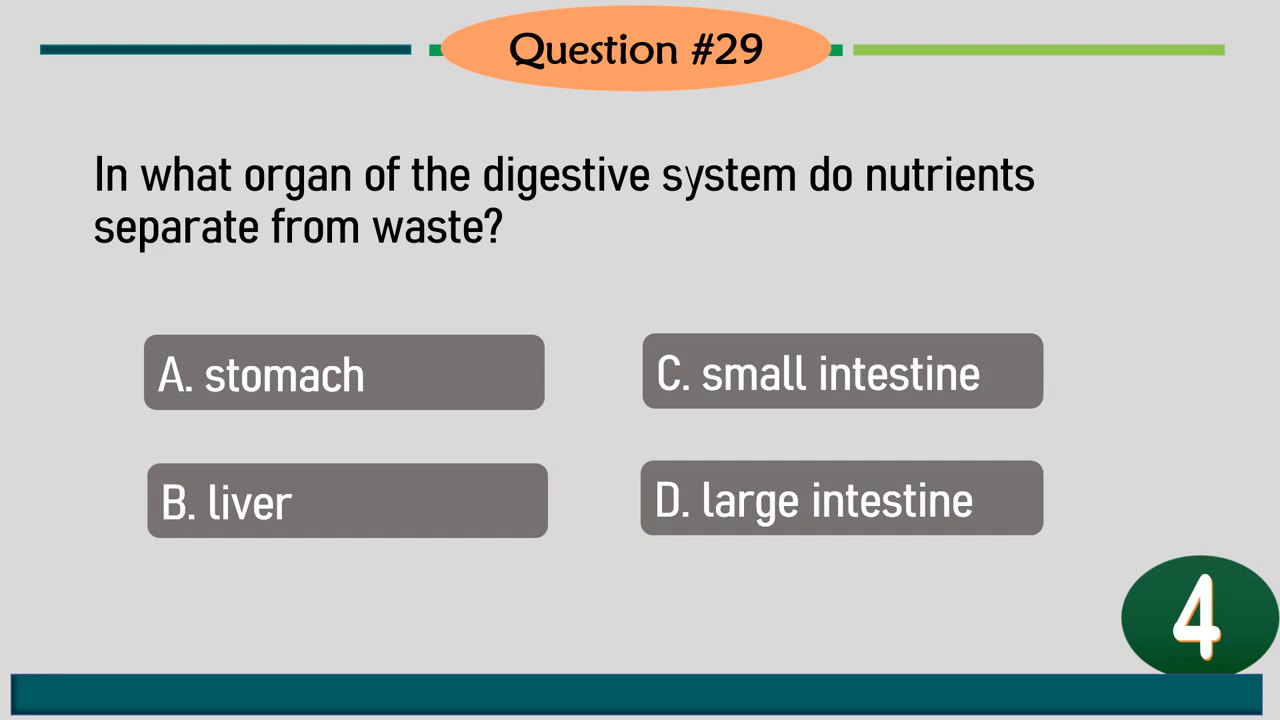 Question #29
In what organ of the digestive system do nutrients
separate from waste?
A. stomach
C. small intestine
B. liver
D. large intestine
4